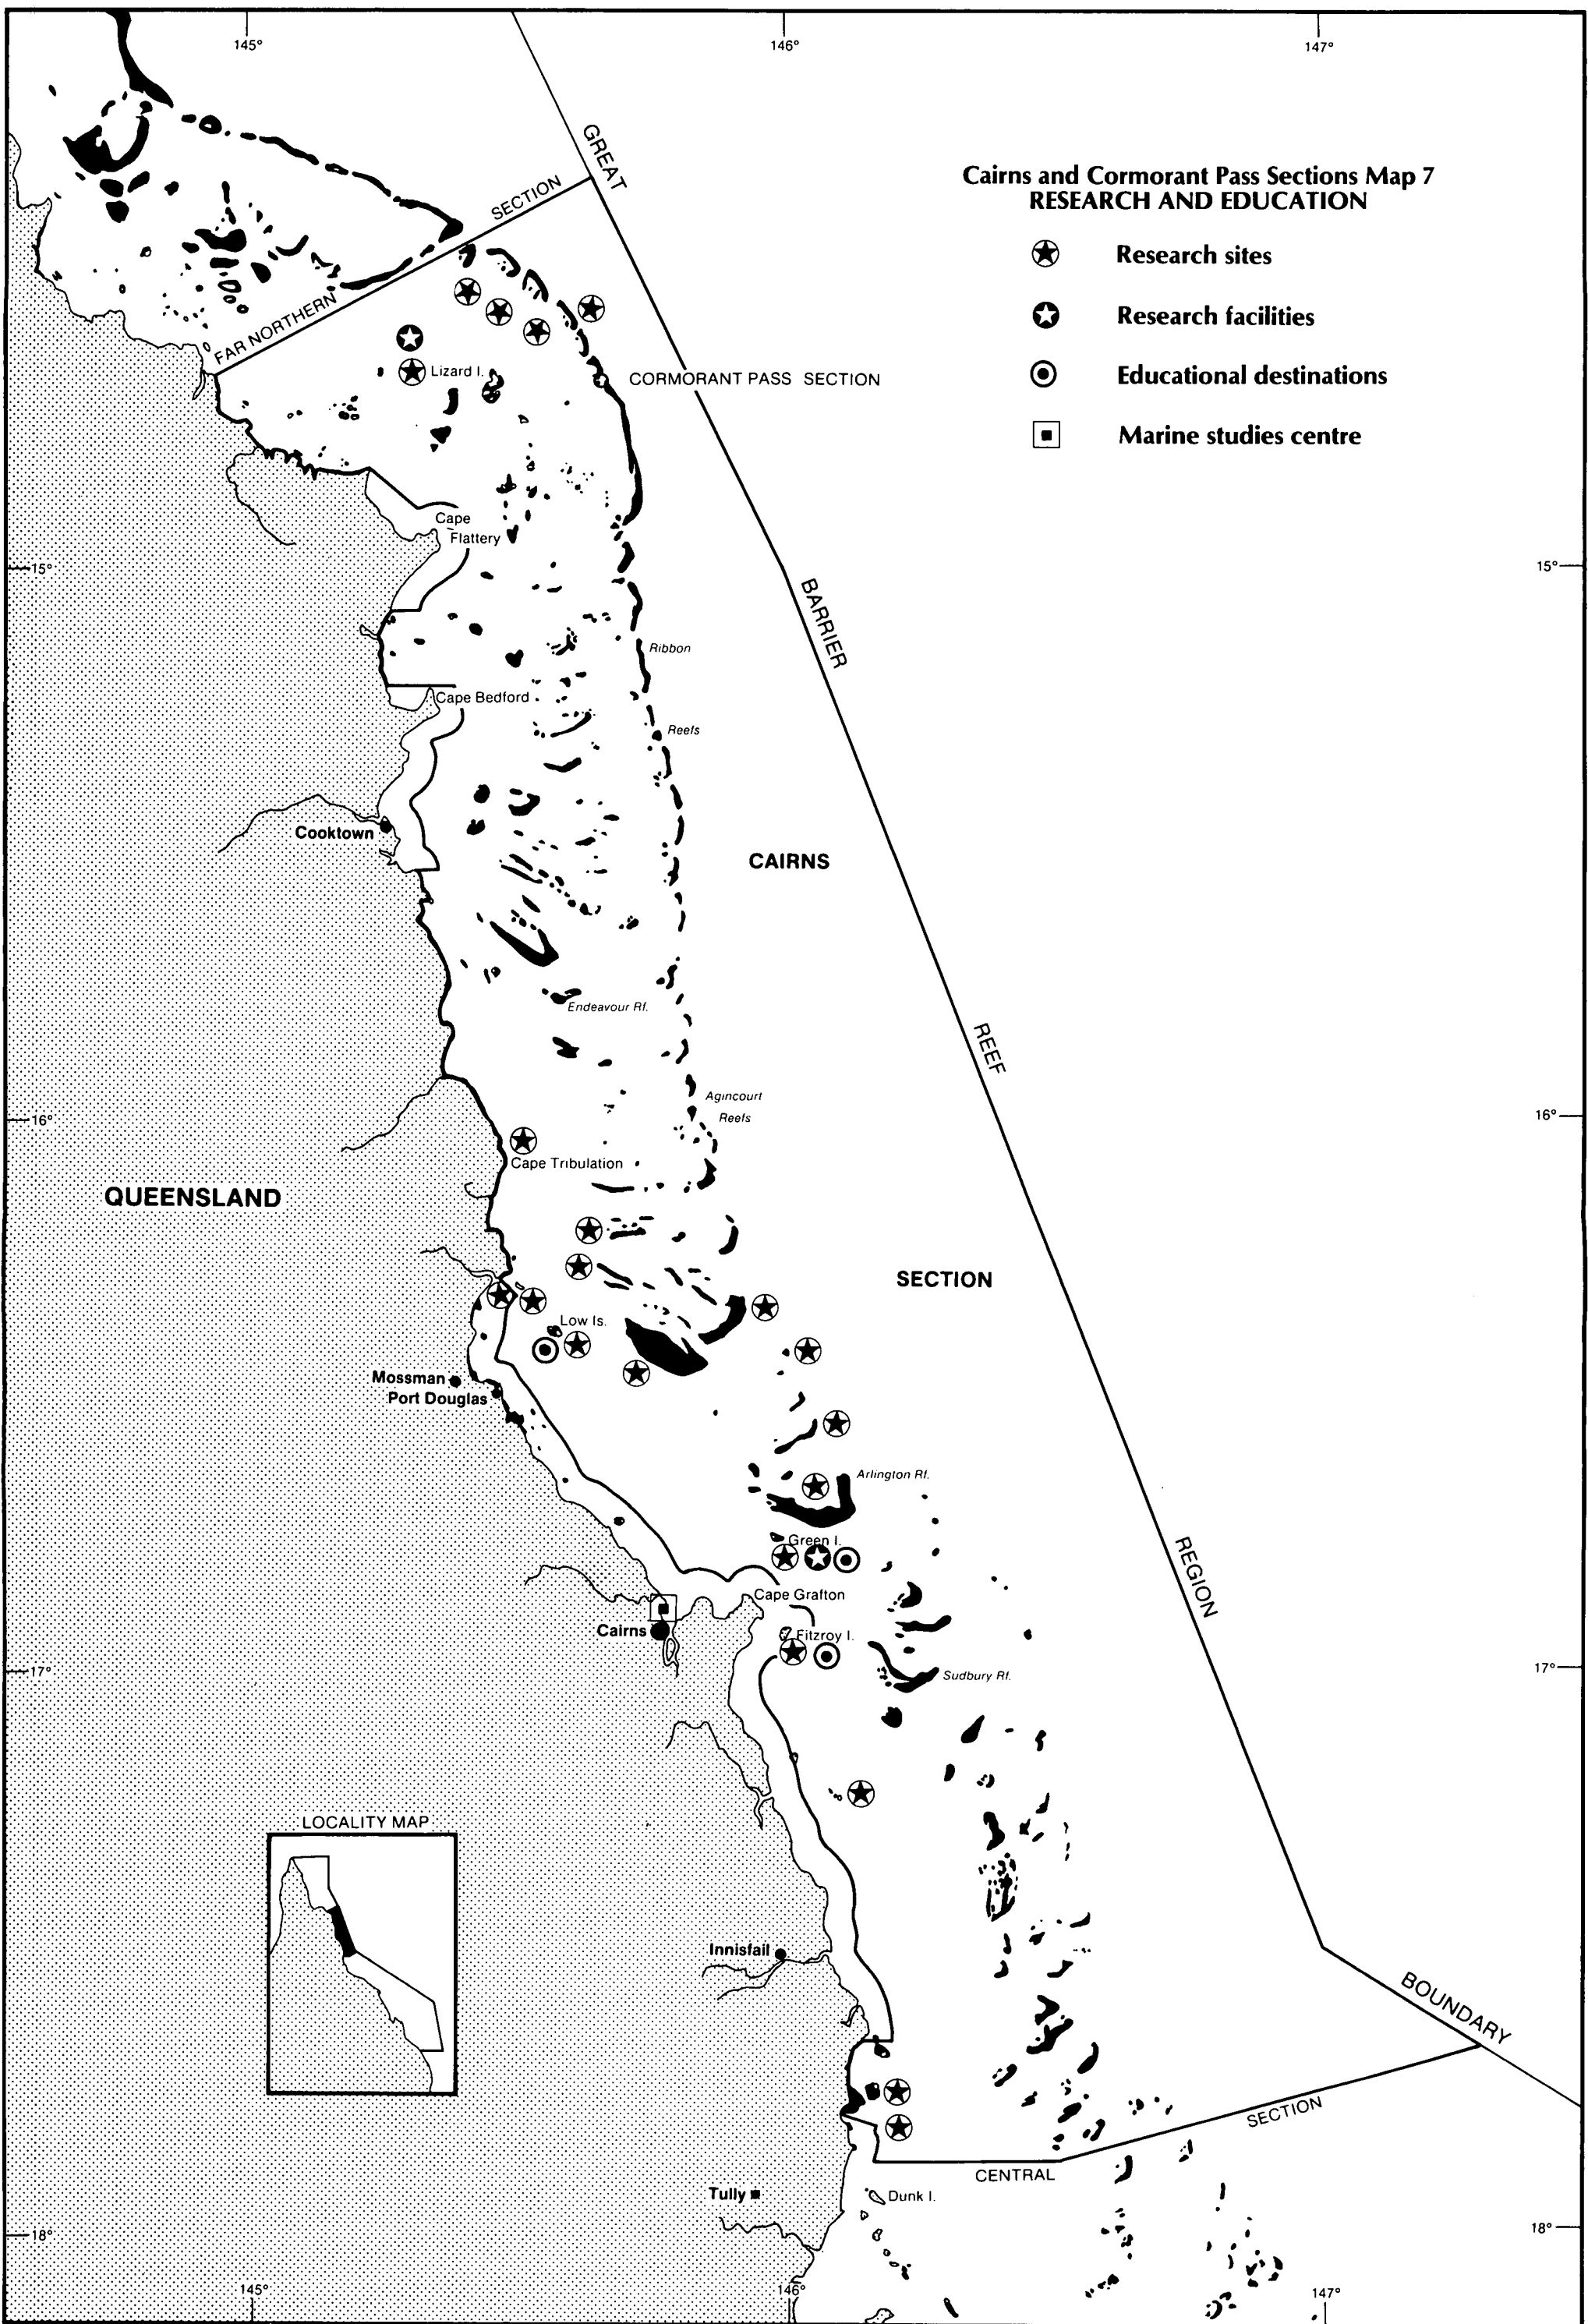 145°
146°
147°
GREAT
Cairns and Cormorant Pass Sections Map 7
RESEARCH AND EDUCATION
SECTION
Research sites
FAR NORTHERN
Research facilities
Lizard I.
CORMORANT PASS SECTION
Educational destinations
Marine studies centre
Cape
Flattery
15°
15°
BARRIER
Ribbon
Cape Bedford
Reefs
Cooktown
CAIRNS
Endeavour Rf.
REEF
Agincourt
Reefs
16°
16°
Cape Tribulation
QUEENSLAND
SECTION
Low Is.
Mossman
Port Douglas
Arlington Rf.
Green I.
REGION
Cape Grafton
Cairns
Fitzroy I.
17°
17°
Sudbury Rf.
LOCALITY MAP
Innisfail
BOUNDARY
SECTION
CENTRAL
Tully
Dunk I.
18°
18°
145°
146°
147°